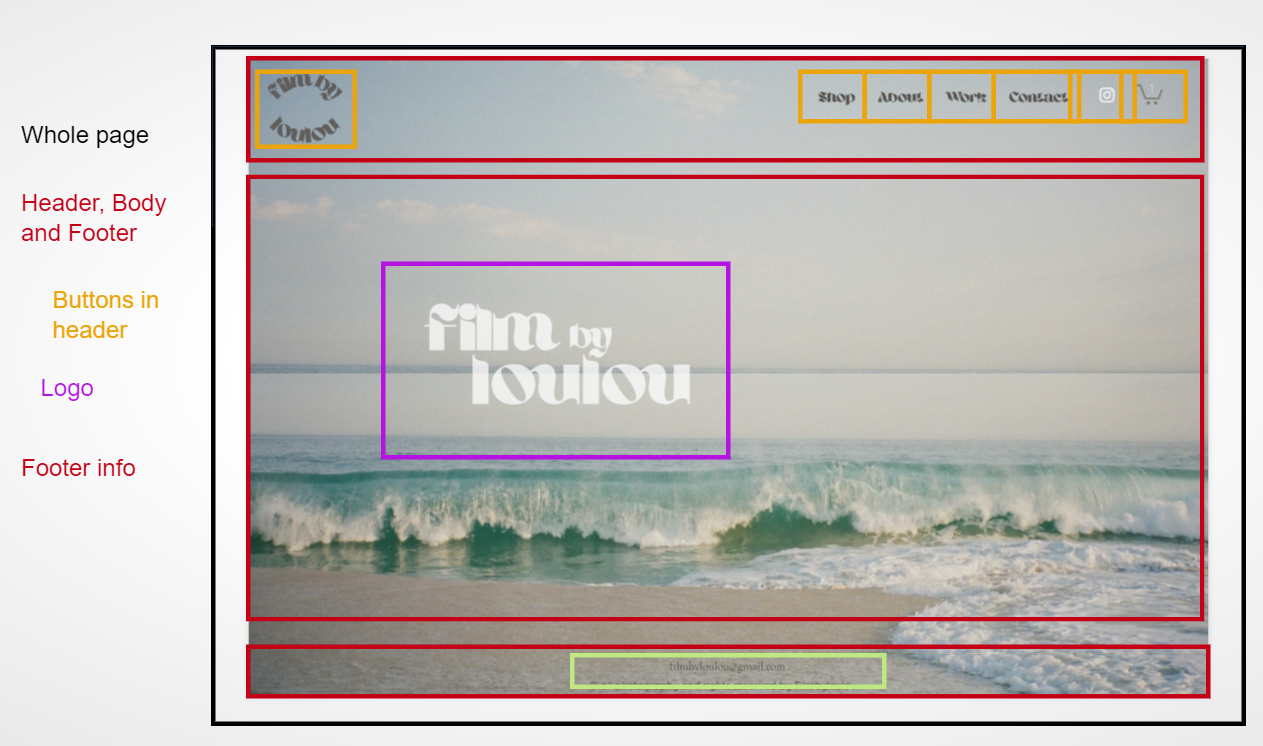 Whole page
Header, Body
and Footer
Buttons in
header
Logo
Footer info
film by
loulou
Shop About Work Contact
film by
loulou
filmbyloulou@gmail.com